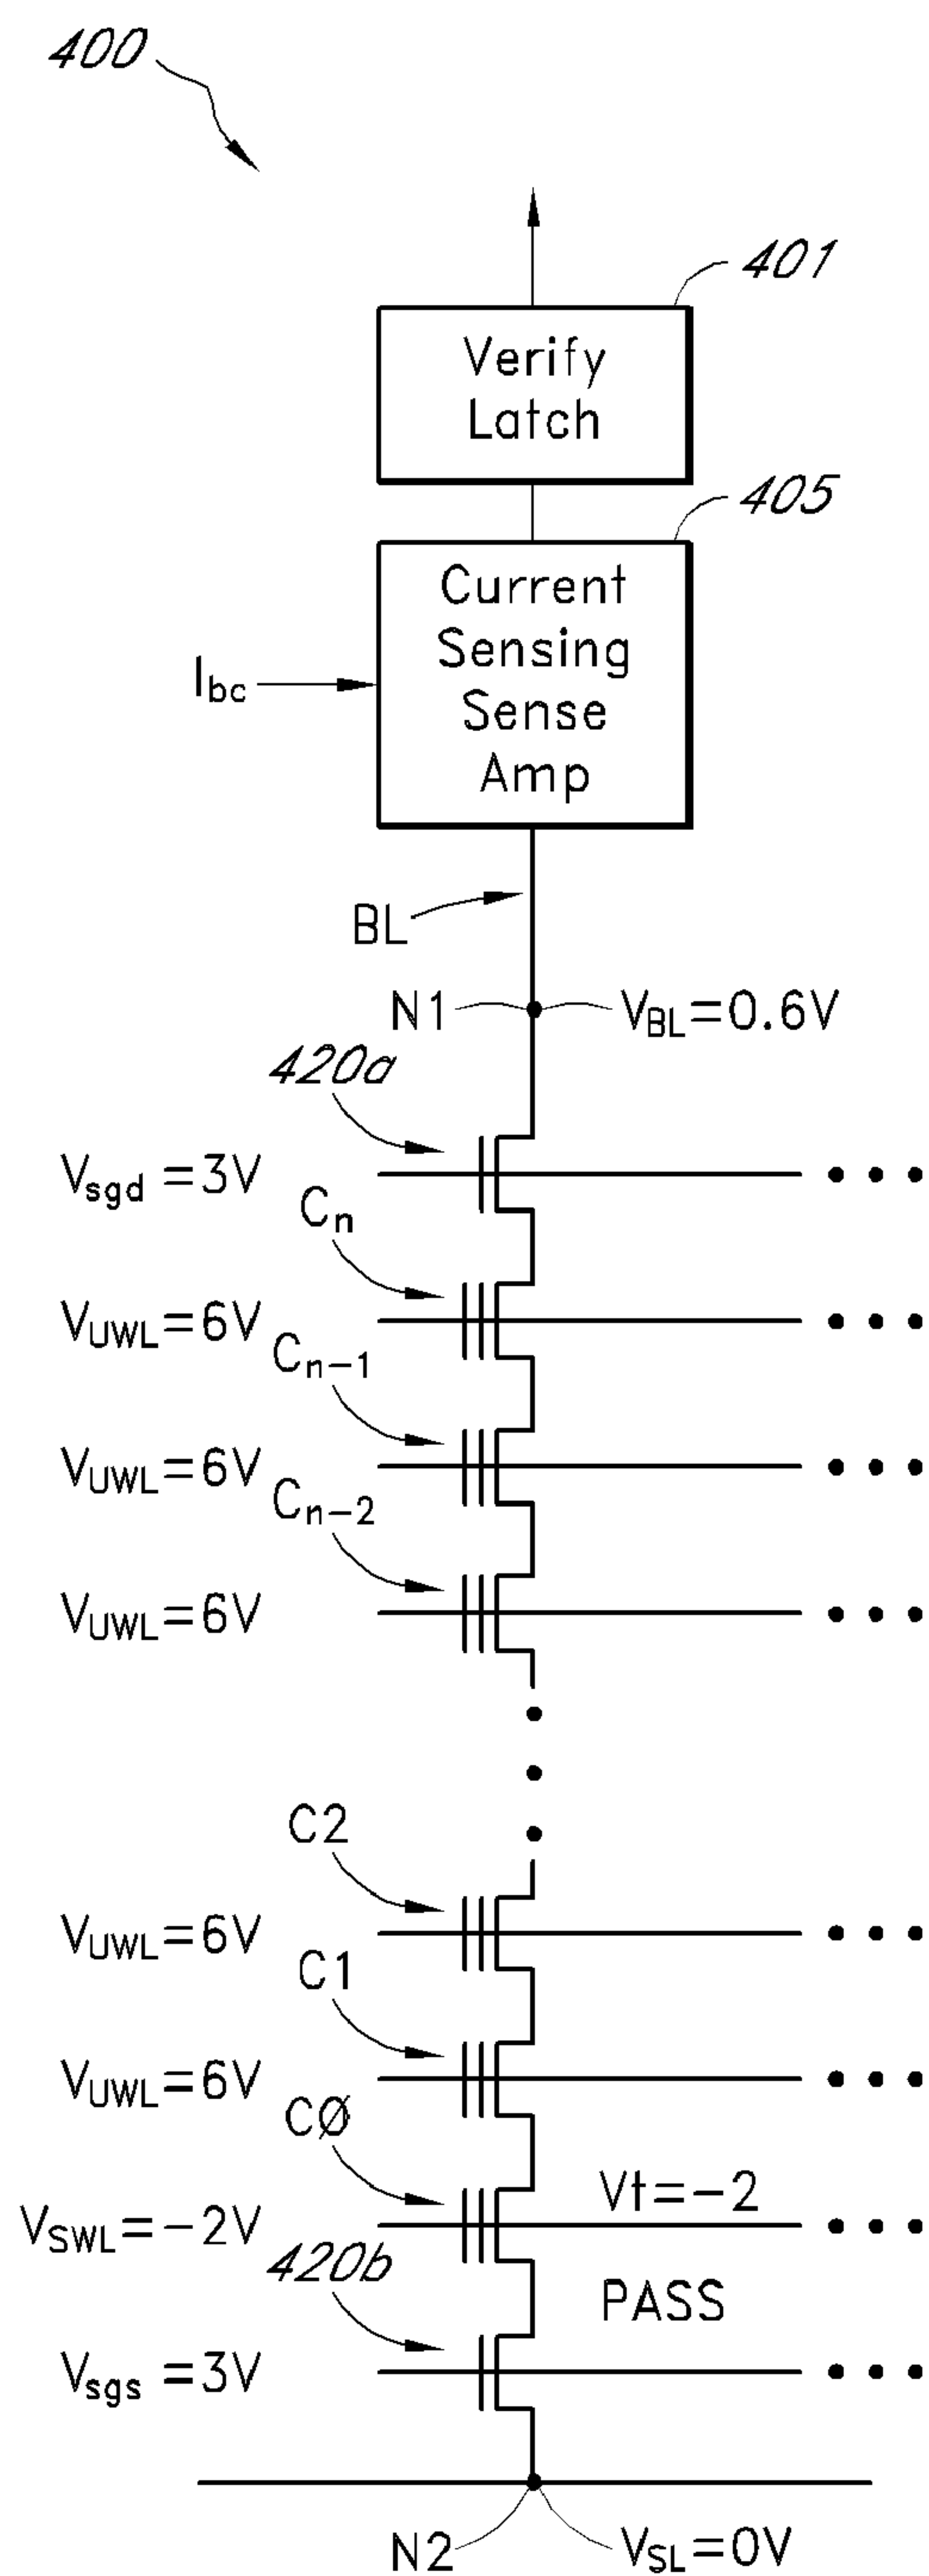 400
401
Verify
Latch
405
Current
Sensing
Sense
Amp
Ibc
BL
N1
VBL=0.6V
420a
Vsgd=3V
Cn
VUWL=6V
Cn-1
VUWL=6V
Cn-2
VUWL=6V
C2
VUWL=6V
C1
VUWL=6V
CØ
Vt=-2
VSWL=-2V
420b
PASS
Vsgs=3V
N2
VSL=0V